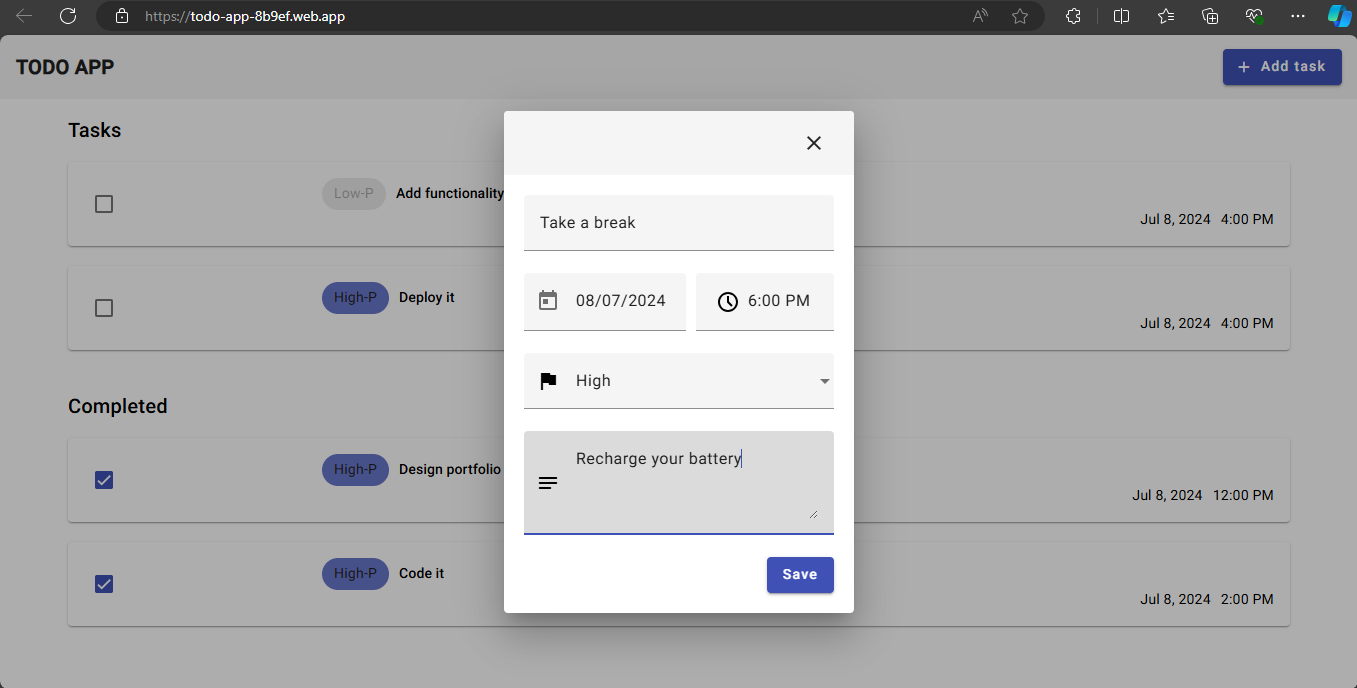 https://todo-app-8b9ef.web.app
TODO APP
+ Add task
Tasks
Low-P Add functionality
Jul 8, 2024 4:00 PM
High-P Deploy it
Jul 8, 2024 4:00 PM
Completed
High-P Design portfolio
Jul 8, 2024 12:00 PM
High-P Code it
Jul 8, 2024 2:00 PM
Take a break
08/07/2024 6:00 PM
High
Recharge your battery
Save